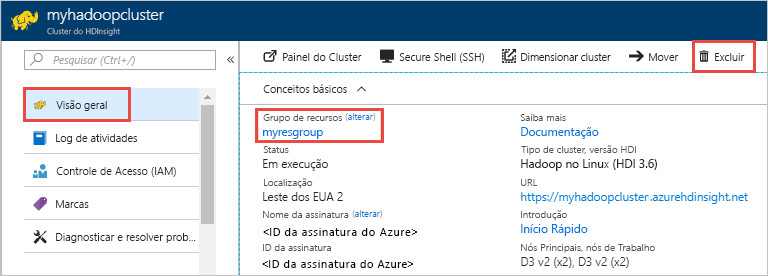 myhadoopcluster
Cluster do HDInsight
Pesquisar (Ctrl+/)
Visão geral
Log de atividades
Controle de Acesso (IAM)
Marcas
Diagnosticar e resolver prob...
Painel do Cluster Secure Shell (SSH) Dimensionar cluster Mover Excluir
Conceitos básicos
Grupo de recursos (alterar)
myresgroup
Status
Em execução
Localização
Leste dos EUA 2
Nome da assinatura (alterar)
<ID da assinatura do Azure>
ID da assinatura
<ID da assinatura do Azure>
Saiba mais
Documentação
Tipo de cluster, versão HDI
Hadoop no Linux (HDI 3.6)
URL
https://myhadoopcluster.azurehdinsight.net
Introdução
Início Rápido
Nós Principais, nós de Trabalho
D3 v2 (x2), D3 v2 (x2)